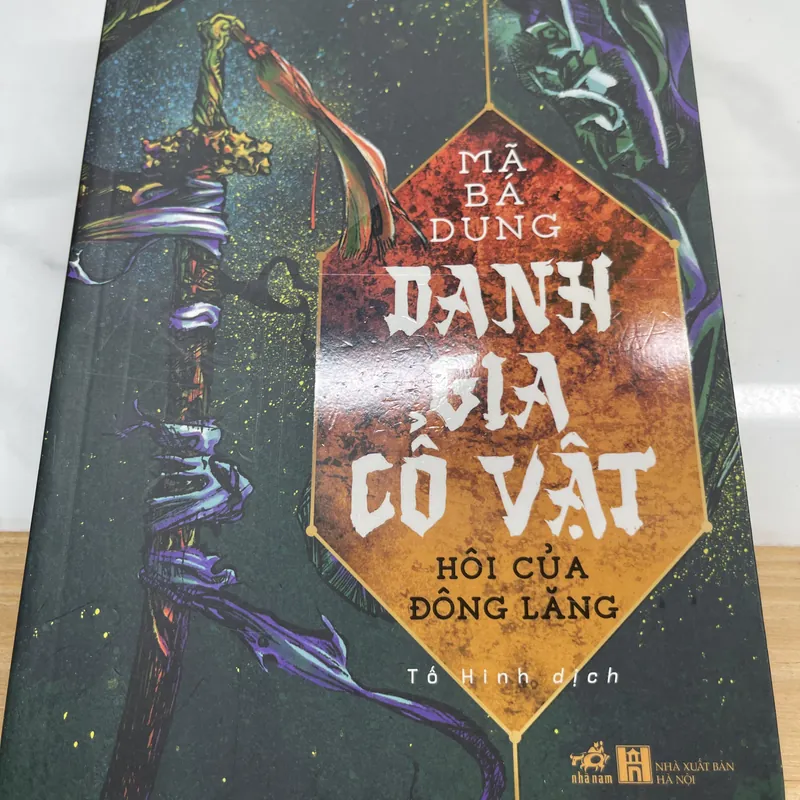 MÃ
BÁ
DUNG
DANH
GIA
CỔ VẬT
HÔI CỦA
ĐÔNG LĂNG
Tố Hinh dịch
nhã nam
NHÀ XUẤT BẢN
HÀ NỘI